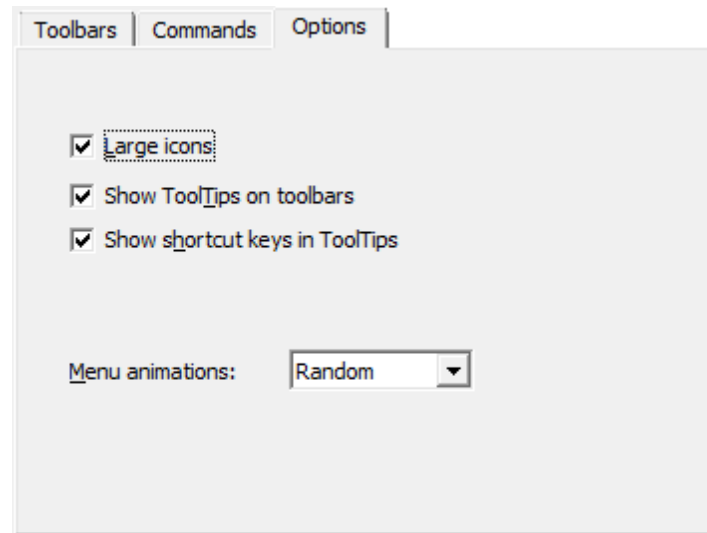 Toolbars Commands Options
Large icons
Show ToolTips on toolbars
Show shortcut keys in ToolTips
Menu animations: Random